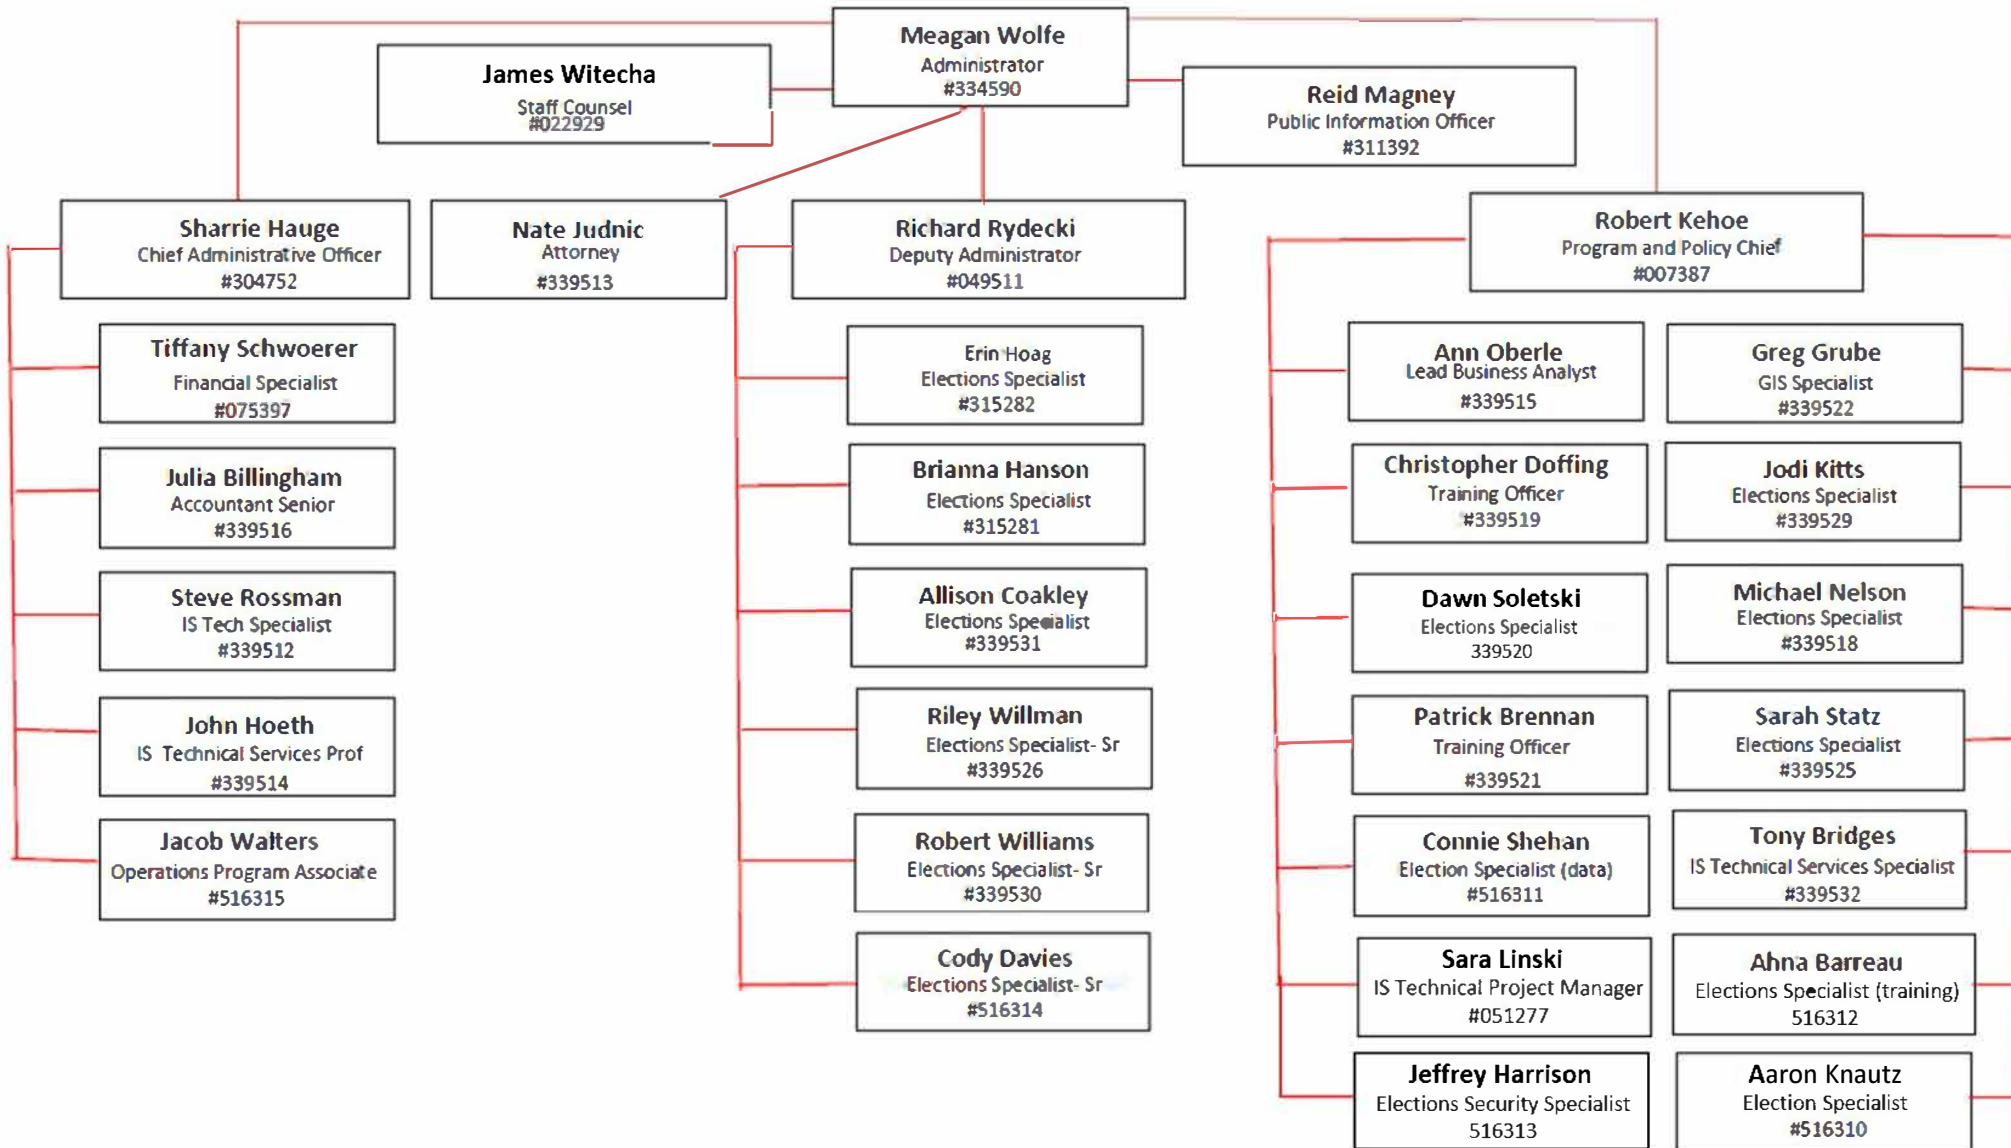 Meagan Wolfe
Administrator
#334590
James Witecha
Staff Counsel
#022929
Reid Magney
Public Information Officer
#311392
Sharrie Hauge
Chief Administrative Officer
#304752
Nate Judnic
Attorney
#339513
Richard Rydecki
Deputy Administrator
#049511
Robert Kehoe
Program and Policy Chief
#007387
Tiffany Schwoerer
Financial Specialist
#075397
Julia Billingham
Accountant Senior
#339516
Steve Rossman
IS Tech Specialist
#339512
John Hoeth
IS Technical Services Prof
#339514
Jacob Walters
Operations Program Associate
#516315
Erin Hoag
Elections Specialist
#315282
Brianna Hanson
Elections Specialist
#315281
Allison Coakley
Elections Specialist
#339531
Riley Willman
Elections Specialist- Sr
#339526
Robert Williams
Elections Specialist- Sr
#339530
Cody Davies
Elections Specialist- Sr
#516314
Ann Oberle
Lead Business Analyst
#339515
Christopher Doffing
Training Officer
#339519
Dawn Soletski
Elections Specialist
339520
Patrick Brennan
Training Officer
#339521
Connie Shehan
Election Specialist (data)
#516311
Sara Linski
IS Technical Project Manager
#051277
Jeffrey Harrison
Elections Security Specialist
516313
Greg Grube
GIS Specialist
#339522
Jodi Kitts
Elections Specialist
#339529
Michael Nelson
Elections Specialist
#339518
Sarah Statz
Elections Specialist
#339525
Tony Bridges
IS Technical Services Specialist
#339532
Ahna Barreau
Elections Specialist (training)
516312
Aaron Knautz
Election Specialist
#516310